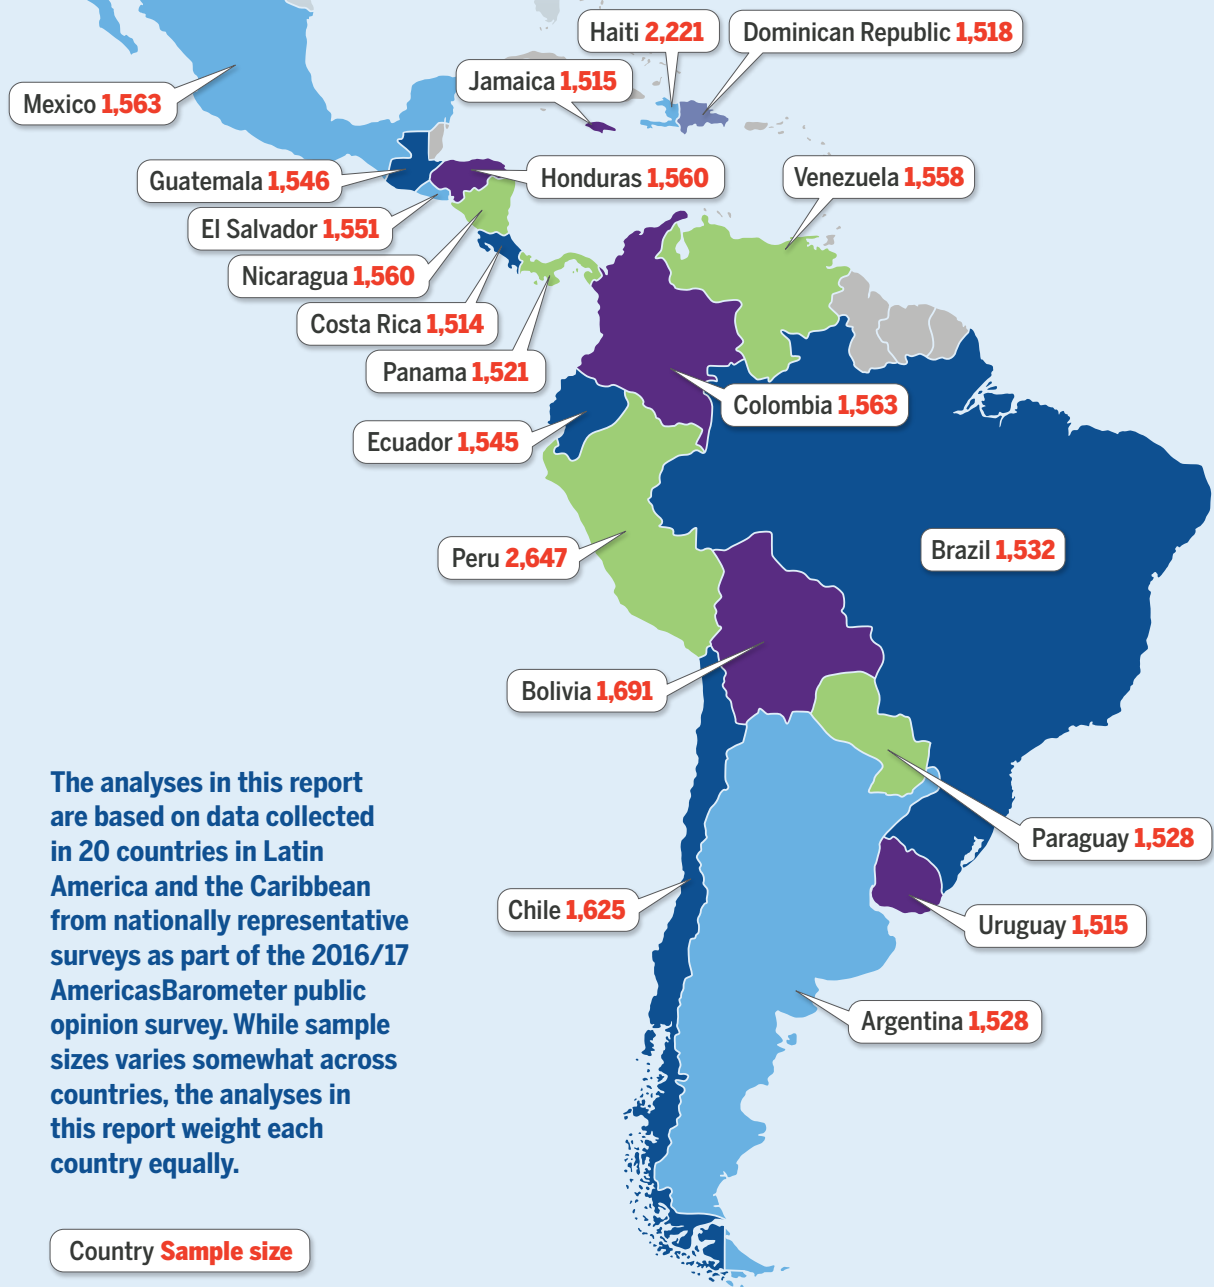 Haiti 2,221
Dominican Republic 1,518
Jamaica 1,515
Mexico 1,563
Guatemala 1,546
Honduras 1,560
Venezuela 1,558
El Salvador 1,551
Nicaragua 1,560
Costa Rica 1,514
Panama 1,521
Colombia 1,563
Ecuador 1,545
Peru 2,647
Brazil 1,532
Bolivia 1,691
The analyses in this report
are based on data collected
in 20 countries in Latin
America and the Caribbean
from nationally representative
surveys as part of the 2016/17
AmericasBarometer public
opinion survey. While sample
sizes varies somewhat across
countries, the analyses in
this report weight each
country equally.
Paraguay 1,528
Chile 1,625
Uruguay 1,515
Argentina 1,528
Country Sample size